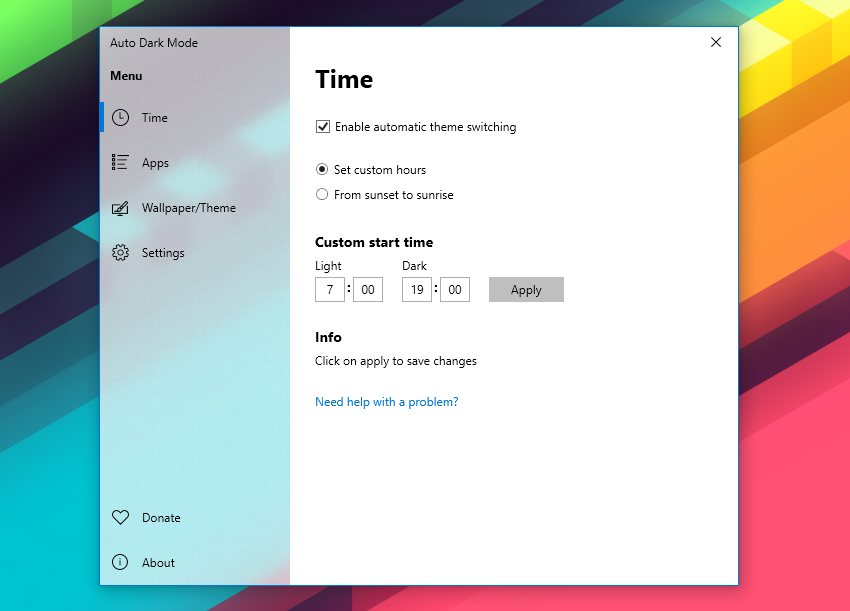 Auto Dark Mode
Menu
Time
Apps
Wallpaper/Theme
Settings
Donate
About
Time
Enable automatic theme switching
Set custom hours
From sunset to sunrise
Custom start time
Light Dark
7 : 00 19 : 00 Apply
Info
Click on apply to save changes
Need help with a problem?